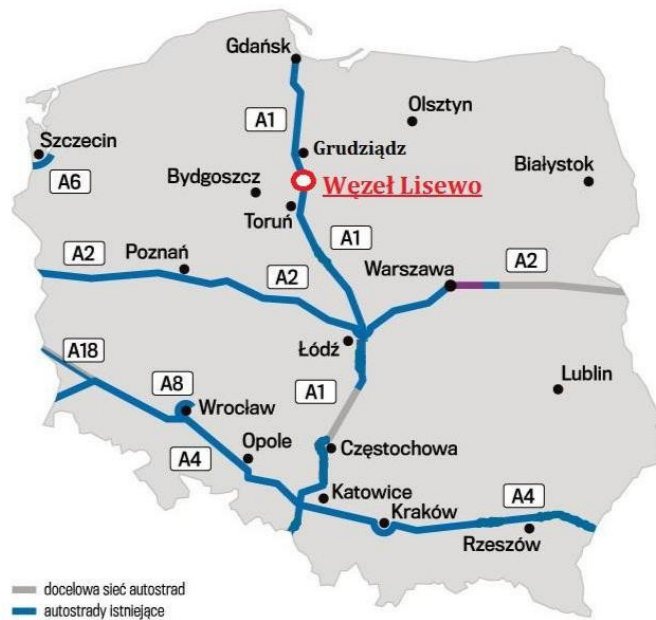 Gdańsk
Olsztyn
A1
Szczecin
Grudziądz
A6
Bydgoszcz
Węzeł Lisewo
Białystok
Toruń
A2
Poznań
A2
A1
Warszawa
A2
Łódź
A18
A1
Lublin
A8
Wrocław
Opole
Częstochowa
A4
Katowice
Kraków
A4
Rzeszów
docelowa sieć autostrad
autostrady istniejące